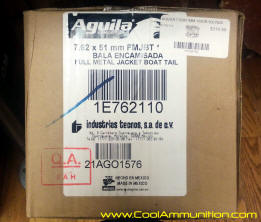 Aguila
7.62 x 51 mm FMJBT
BALA ENCAMISADA
FULL METAL JACKET BOAT TAIL
1E762110
industrias tecnos, s.a. de c.v.
21AGO1576
Q.A.
HECHO EN MEXICO
MADE IN MEXICO
www.CoolAmmunition.com